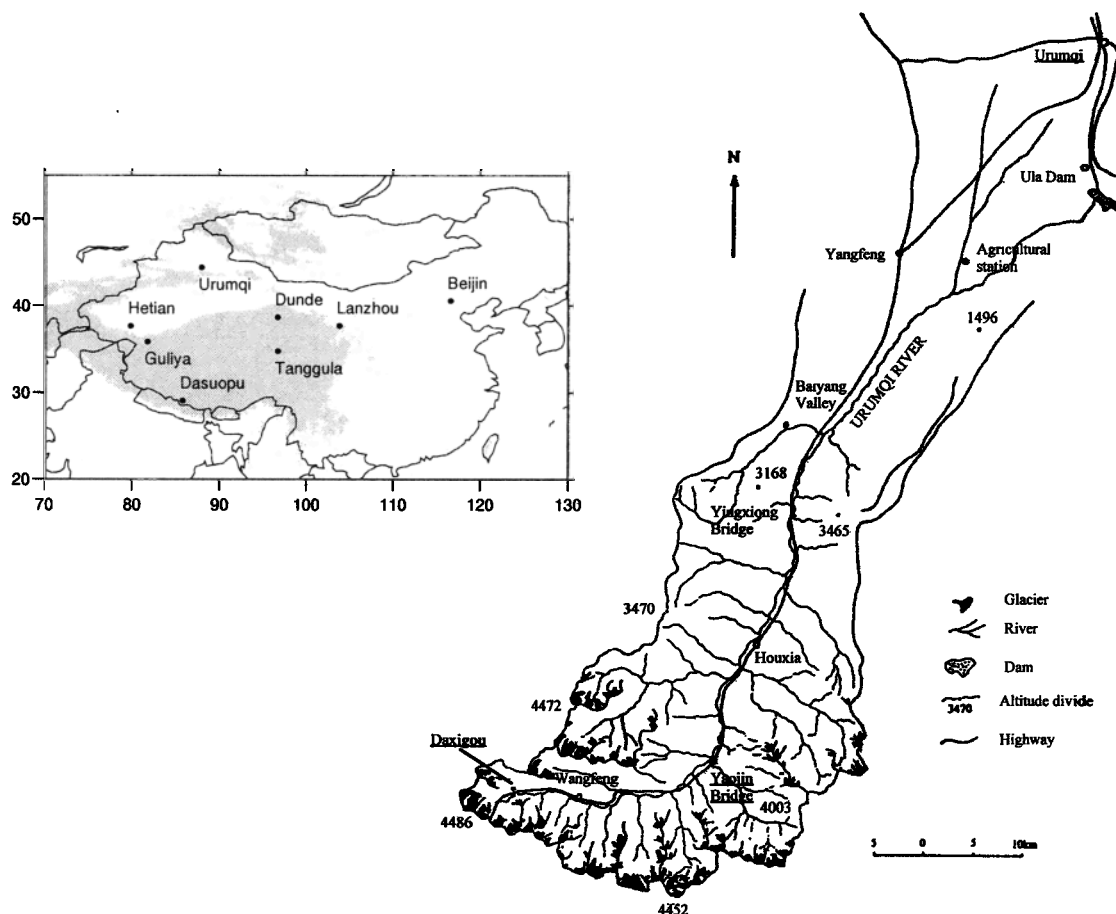 50
40
30
20
70
80
90
100
110
120
130
Urumqi
Hetian
Dunde
Lanzhou
Beijin
Guliya
Tanggula
Dasuopu
N
Urumqi
Ula Dam
Yangfeng
Agricultural
station
1496
URUMQI RIVER
Baiyang
Valley
3168
Yingxiong
Bridge
3465
3470
Houxia
4472
Daxigou
Wangfeng
Yaojin
Bridge
4003
4486
4452
Glacier
River
Dam
3470
Altitude divide
Highway
5
0
5
10km